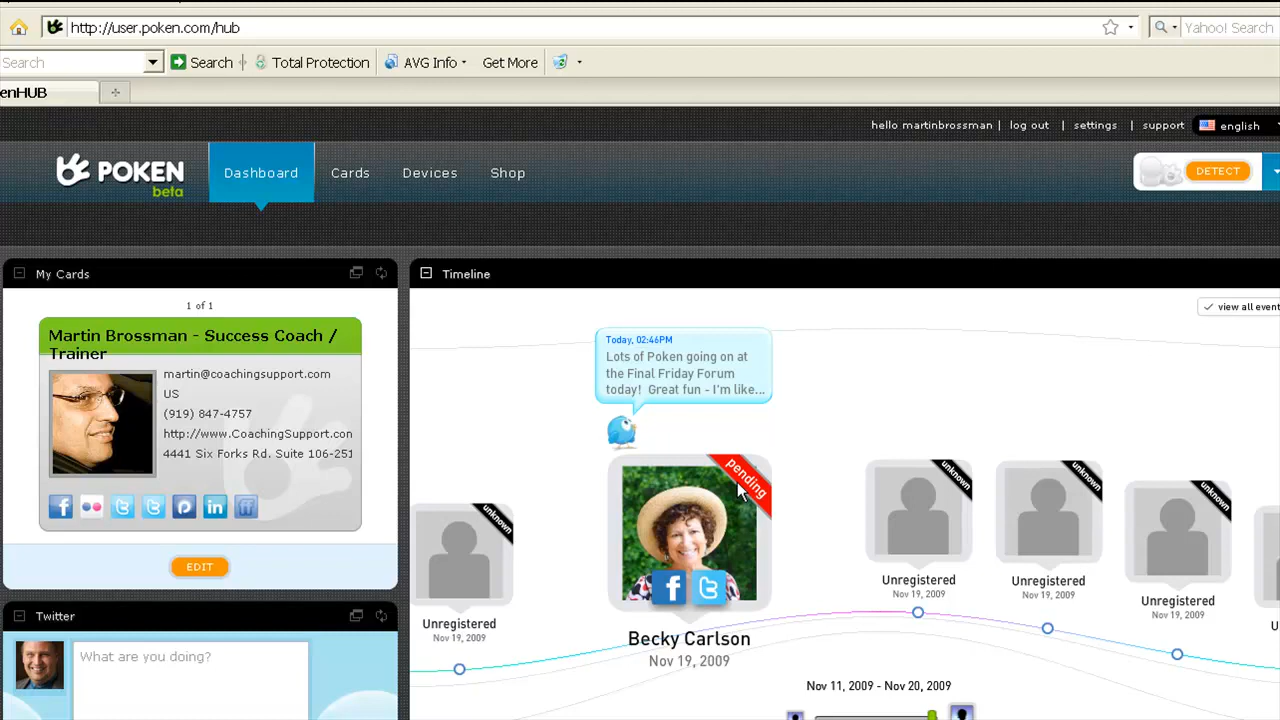 http://user.poken.com/hub
Yahoo! Search
Search
Search
Total Protection
AVG Info
Get More
enHUB
hello martinbrossman | log out | settings | support
english
POKEN
beta
Dashboard
Cards
Devices
Shop
DETECT
My Cards
1 of 1
Martin Brossman - Success Coach /
Trainer
martin@coachingsupport.com
US
(919) 847-4757
http://www.CoachingSupport.con
4441 Six Forks Rd. Suite 106-251
EDIT
Twitter
What are you doing?
Timeline
view all event
Today, 02:46PM
Lots of Poken going on at
the Final Friday Forum
today! Great fun - I'm like...
pending
unknown
Unregistered
Nov 19, 2009
Becky Carlson
Nov 19, 2009
unknown
Unregistered
Nov 19, 2009
unknown
Unregistered
Nov 19, 2009
unknown
Unregistered
Nov 19, 2009
U
Nov 11, 2009 - Nov 20, 2009